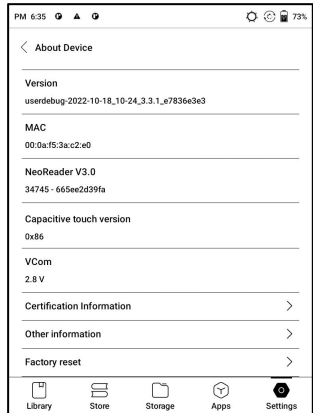 PM 6:35
73%
About Device
Version
userdebug-2022-10-18_10-24_3.3.1_e7836e3e3
MAC
00:0a:f5:3a:c2:e0
NeoReader V3.0
34745 - 665ee2d39fa
Capacitive touch version
0x86
VCom
2.8 V
Certification Information
Other information
Factory reset
Library Store Storage Apps Settings